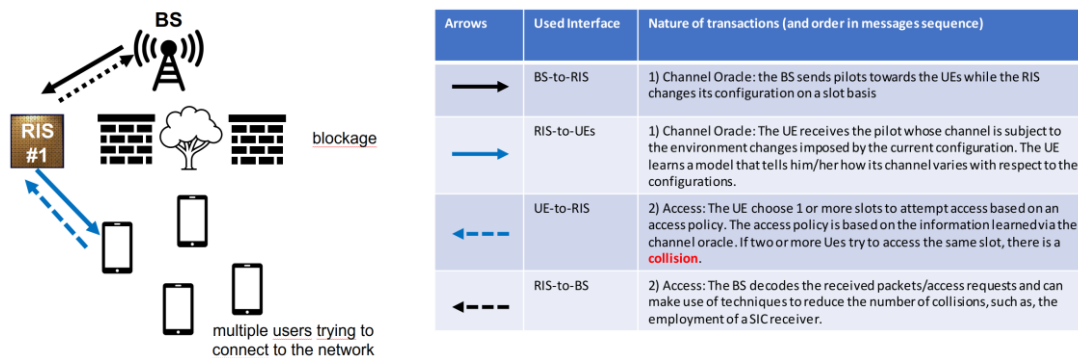 BS
RIS
#1
blockage
multiple users trying to
connect to the network
Arrows Used Interface Nature of transactions (and order in messages sequence)
BS-to-RIS 1) Channel Oracle: the BS sends pilots towards the UEs while the RIS
changes its configuration on a slot basis
RIS-to-UEs 1) Channel Oracle: The UE receives the pilot whose channel is subject to
the environment changes imposed by the current configuration. The UE
learns a model that tells him/her how its channel varies with respect to the
configurations.
UE-to-RIS 2) Access: The UE choose 1 or more slots to attempt access based on an
access policy. The access policy is based on the information learned via the
channel oracle. If two or more Ues try to access the same slot, there is a
collision.
RIS-to-BS 2) Access: The BS decodes the received packets/access requests and can
make use of techniques to reduce the number of collisions, such as, the
employment of a SIC receiver.